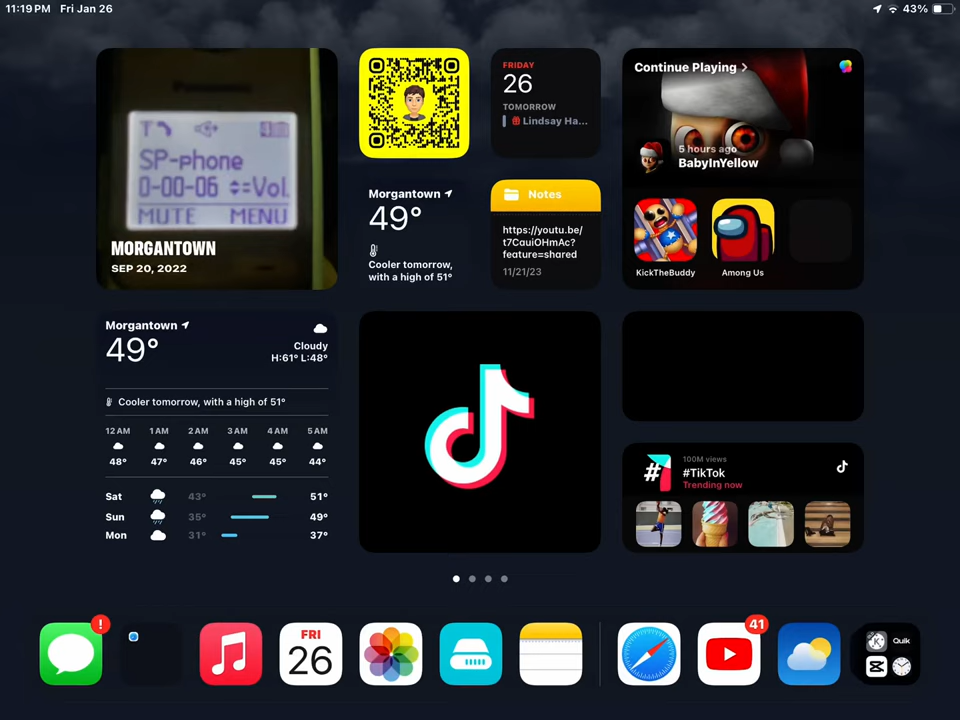 11:19 PM Fri Jan 26
43%
SP-phone
0-00-06 =Vol.
MUTE MENU
MORGANTOWN
SEP 20, 2022
FRIDAY
26
TOMORROW
Lindsay Ha...
Continue Playing
5 hours ago
BabyInYellow
KickTheBuddy
Among Us
Morgantown
49°
Cooler tomorrow,
with a high of 51°
Notes
https://youtu.be/
t7CauiOHmAc?
feature=shared
11/21/23
Morgantown
49°
Cloudy
H:61° L:48°
Cooler tomorrow, with a high of 51°
12 AM 1 AM 2 AM 3 AM 4 AM 5 AM
48° 47° 46° 45° 45° 44°
Sat 43° 51°
Sun 35° 49°
Mon 31° 37°
100M views
#TikTok
Trending now
!
FRI
26
41
Quik